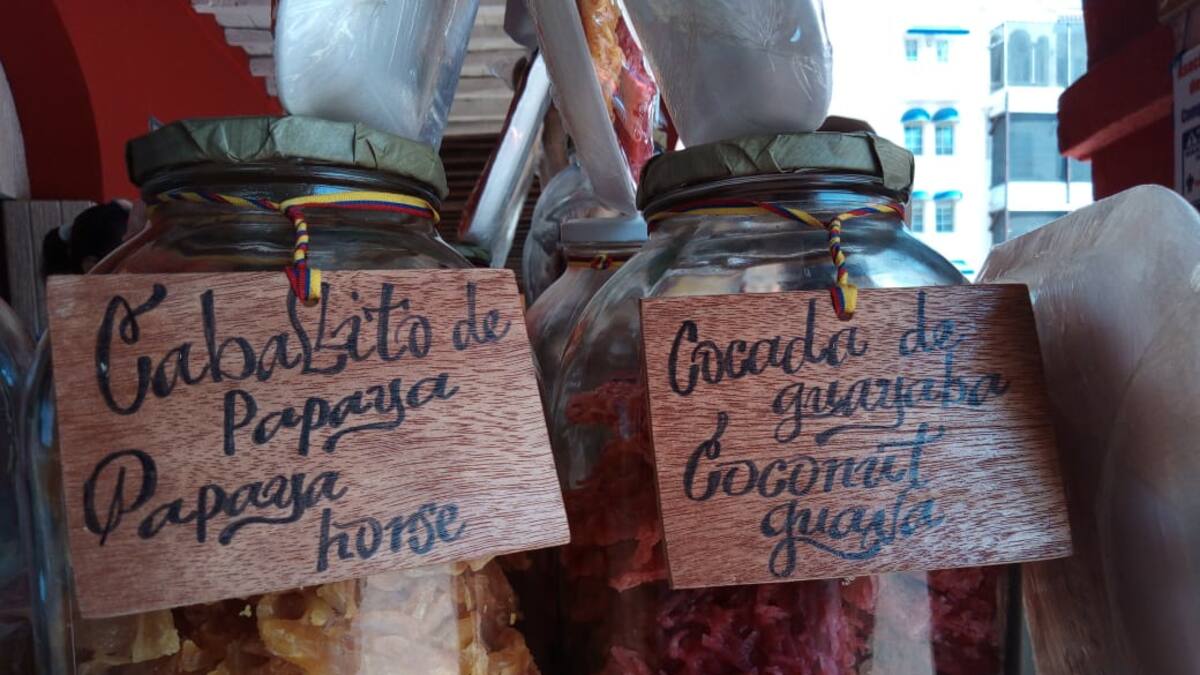 Caballito de
Papaya
Papaya
horse
Cocada de
guayaba
Coconut
guava